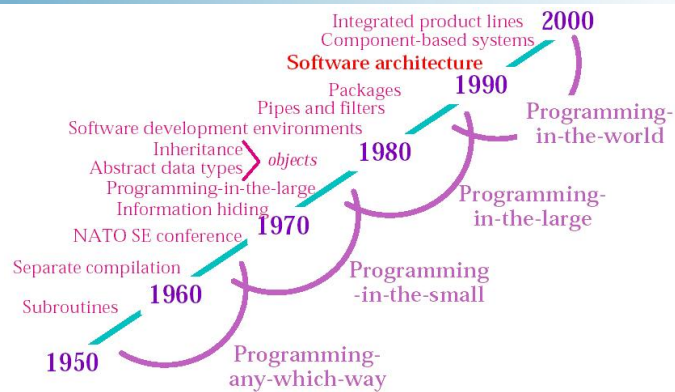 Integrated product lines
2000
Component-based systems
Software architecture
1990
Packages
Pipes and filters
Programming-
in-the-world
Software development environments
Inheritance
Abstract data types
objects
1980
Programming-in-the-large
Programming-
in-the-large
Information hiding
1970
NATO SE conference
Separate compilation
Programming
-in-the-small
1960
Subroutines
1950
Programming-
any-which-way